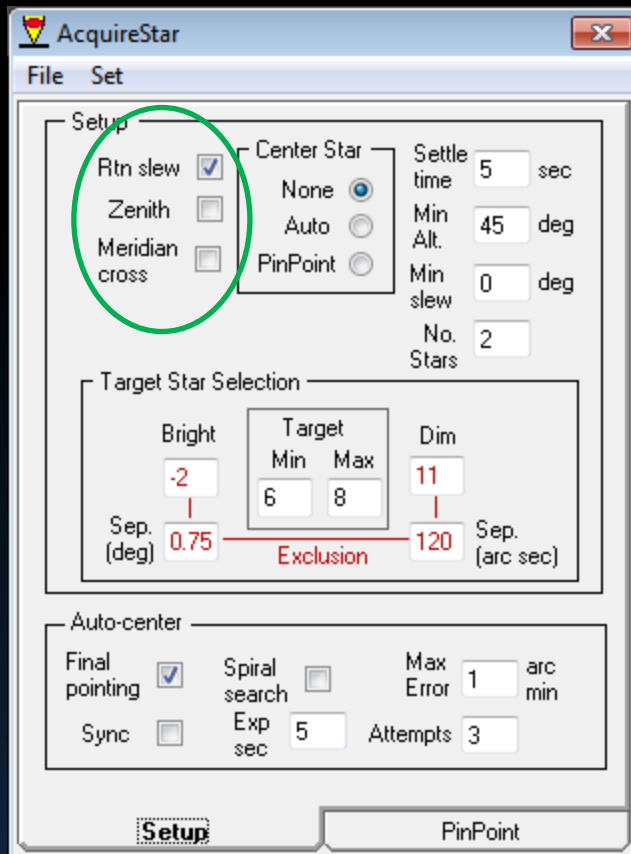 AcquireStar
File Set
Setup
Rtn slew
Zenith
Meridian
cross
Center Star
None
Auto
PinPoint
Settle
time 5 sec
Min
Alt. 45 deg
Min
slew 0 deg
No.
Stars 2
Target Star Selection
Bright
-2
Sep.
(deg) 0.75
Target
Min Max
6 8
Dim
11
120 Sep.
(arc sec)
Exclusion
Auto-center
Final
pointing
Spiral
search
Max
Error 1 arc
min
Sync
Exp
sec 5
Attempts 3
Setup PinPoint